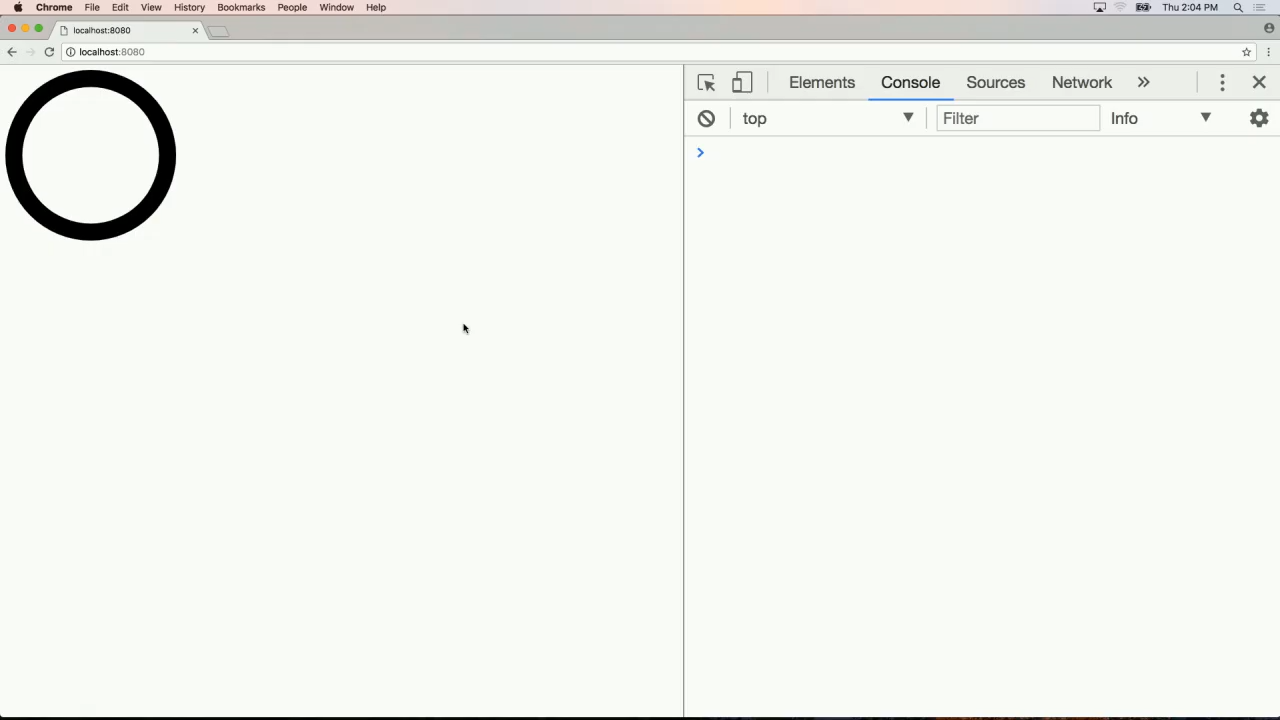 Chrome File Edit View History Bookmarks People Window Help Thu 2:04 PM
localhost:8080
localhost:8080
Elements Console Sources Network »
top Filter Info
>